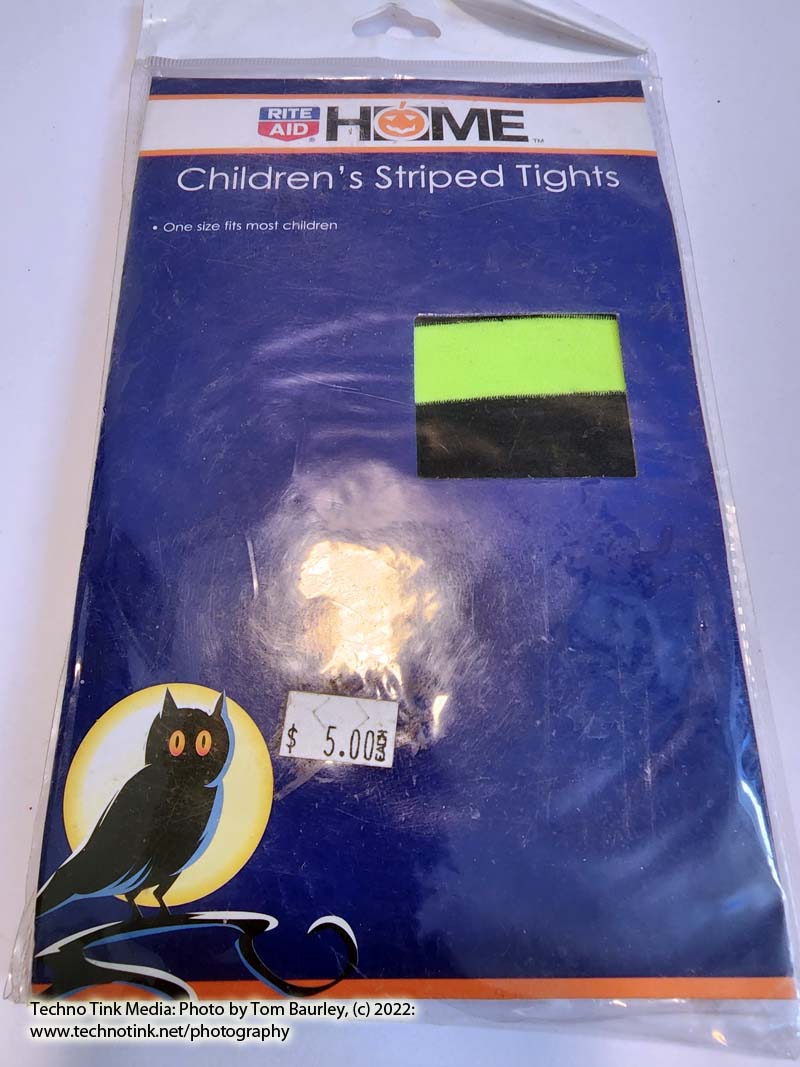 RITE AID® HOME™
Children's Striped Tights
• One size fits most children
$ 5.00
Techno Tink Media: Photo by Tom Baurley, (c) 2022:
www.technotink.net/photography